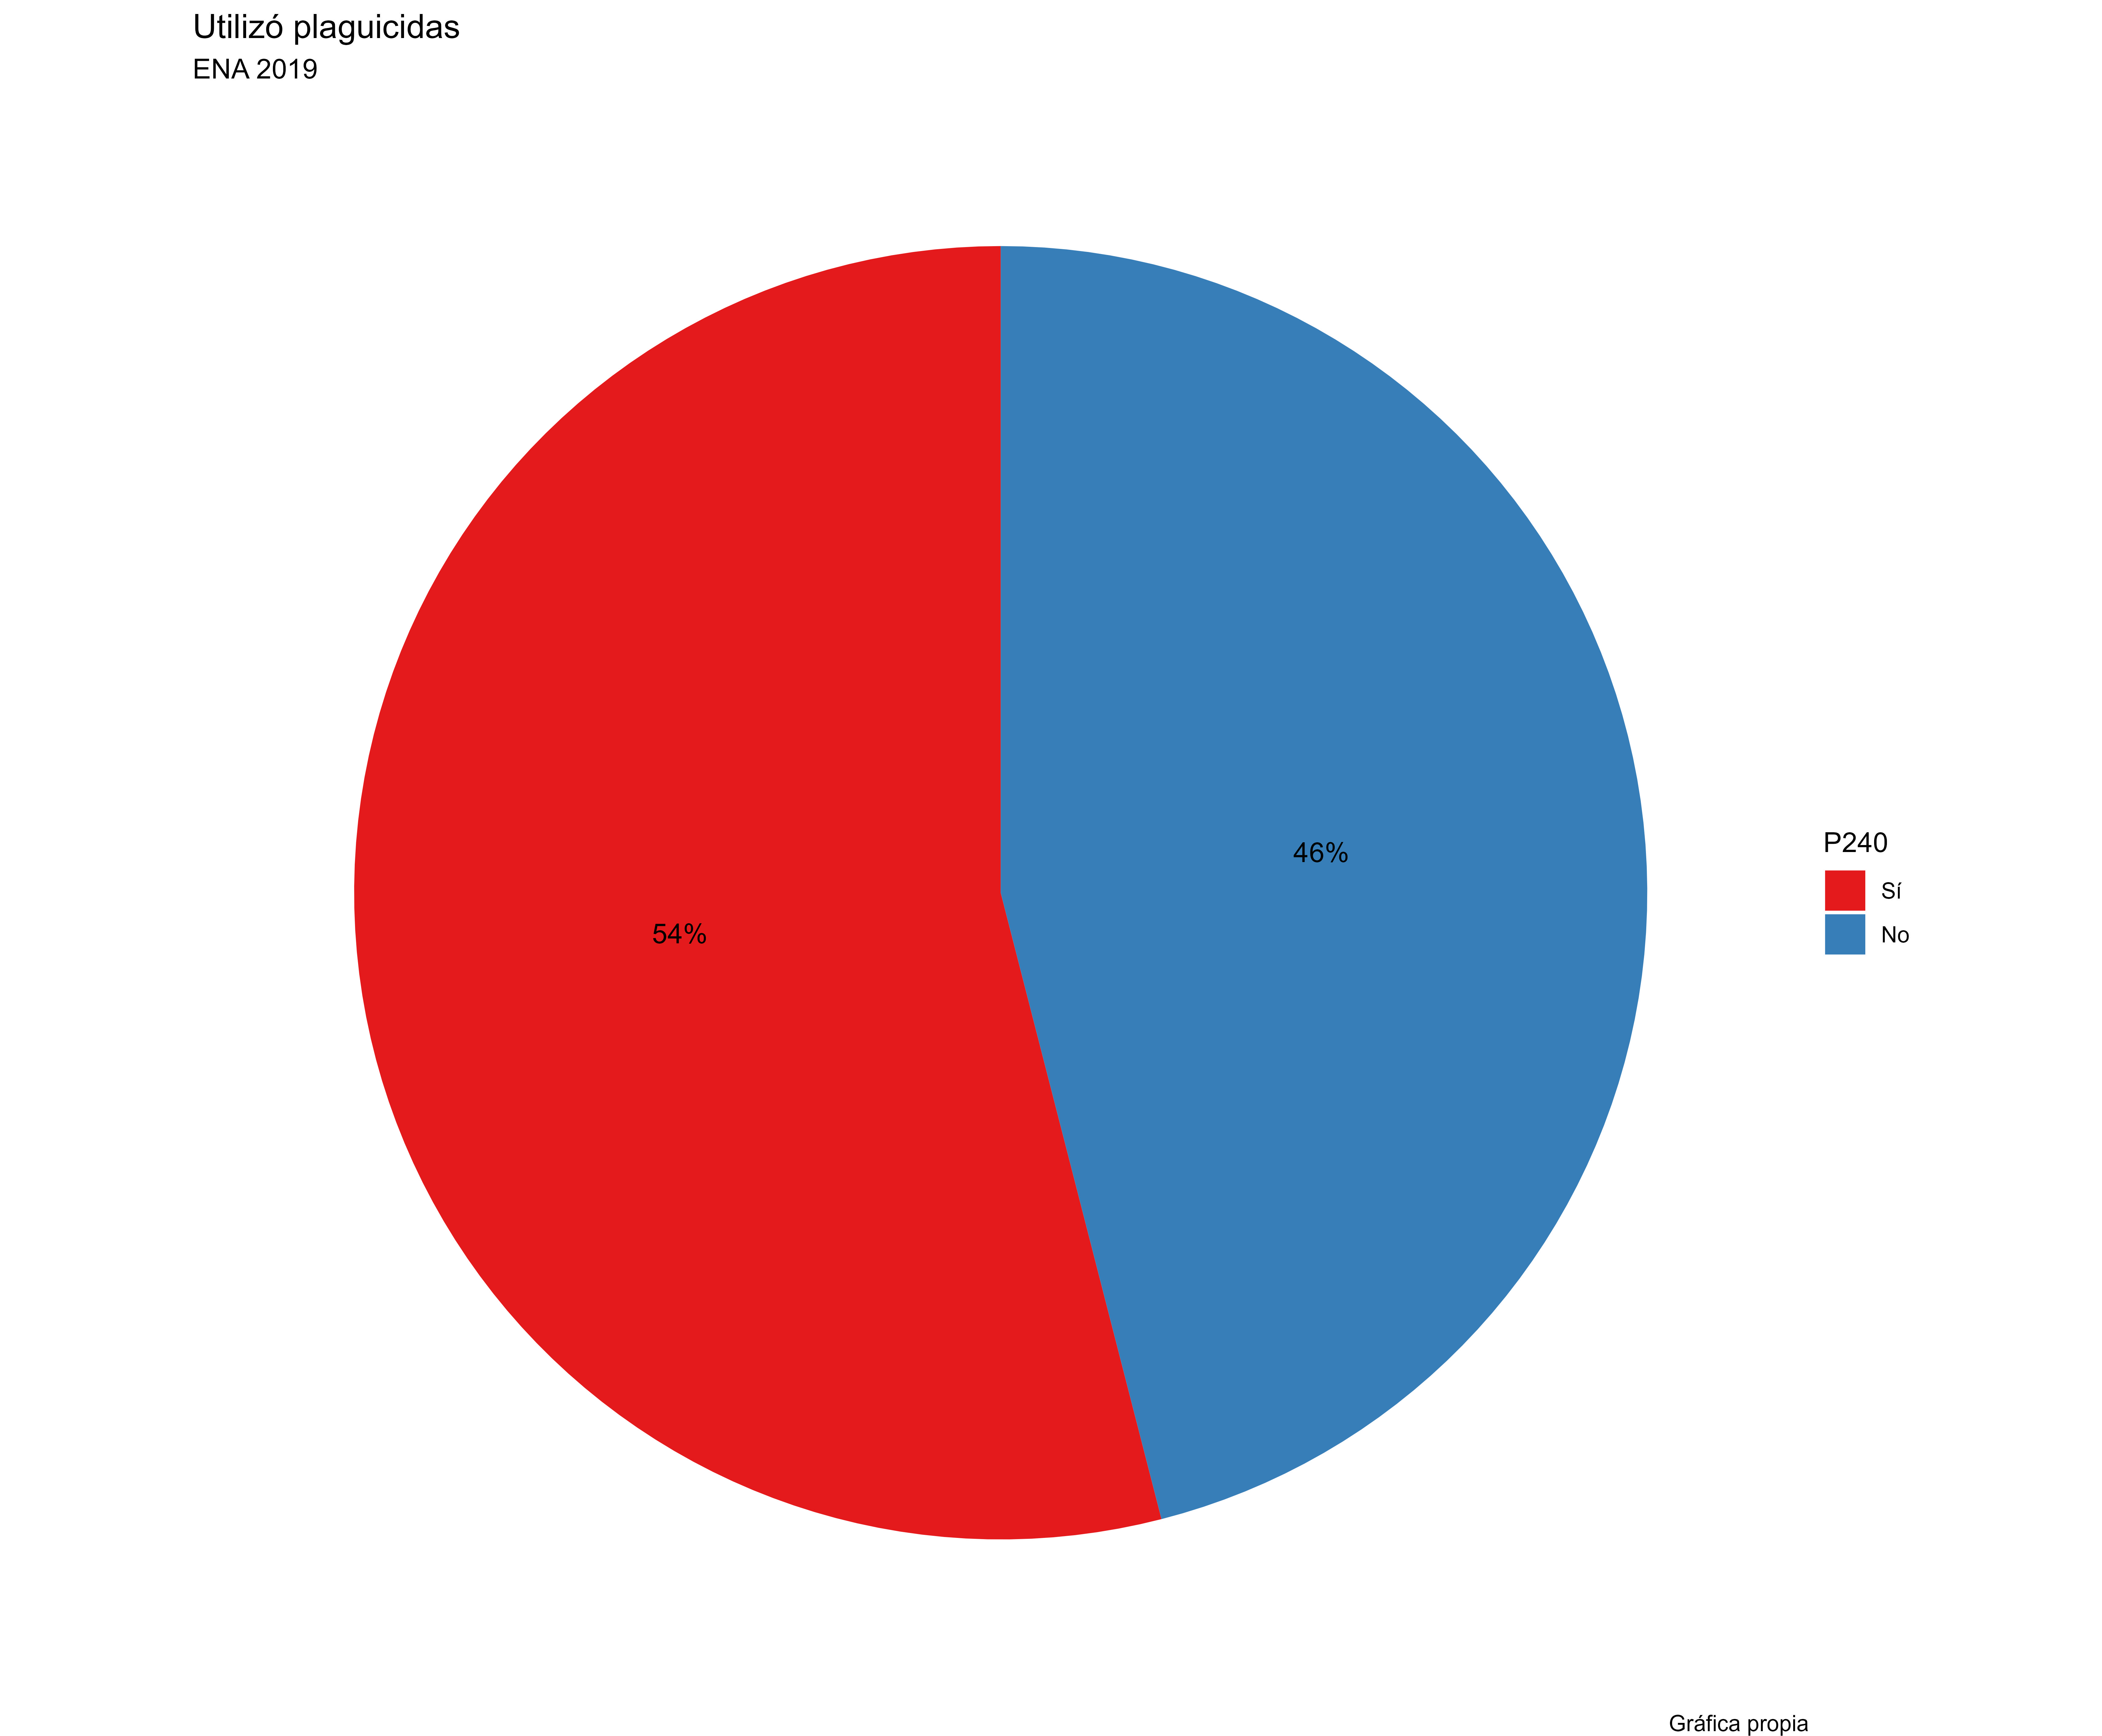 Utilizó plaguicidas
ENA 2019
46%
54%
P240
Sí
No
Gráfica propia